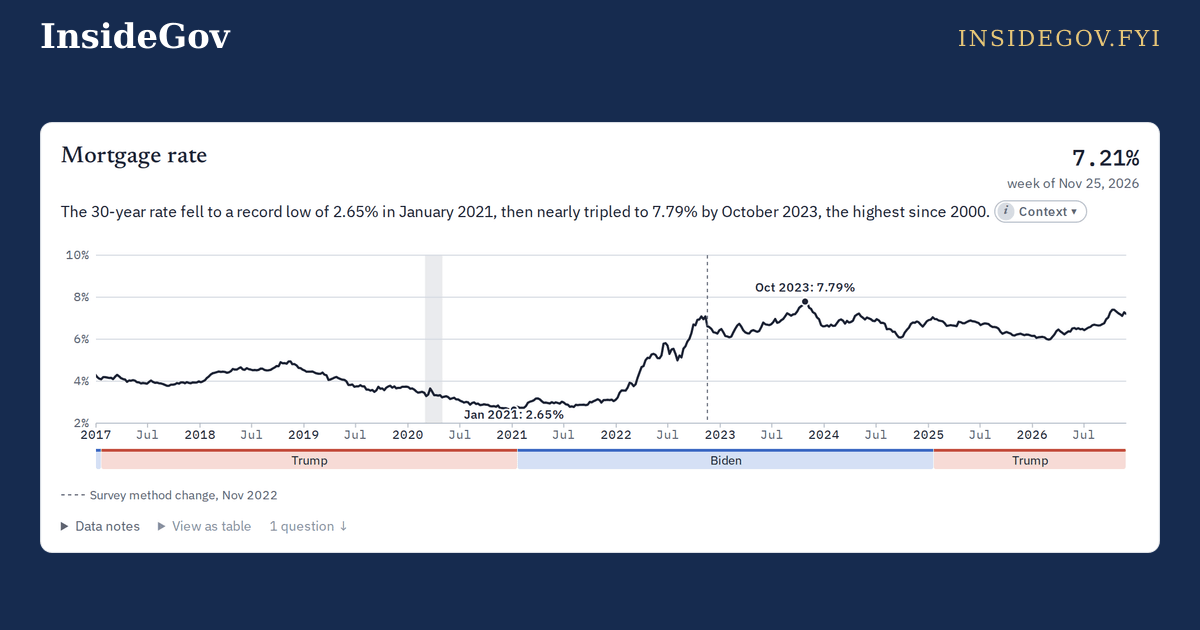 InsideGov
INSIDEGOV.FYI
Mortgage rate
7.21%
week of Nov 25, 2026
The 30-year rate fell to a record low of 2.65% in January 2021, then nearly tripled to 7.79% by October 2023, the highest since 2000.
i Context ▾
10%
8%
6%
4%
2%
Oct 2023: 7.79%
Jan 2021: 2.65%
2017 Jul 2018 Jul 2019 Jul 2020 Jul 2021 Jul 2022 Jul 2023 Jul 2024 Jul 2025 Jul 2026 Jul
Trump Biden Trump
Survey method change, Nov 2022
▶ Data notes ▶ View as table 1 question ↓